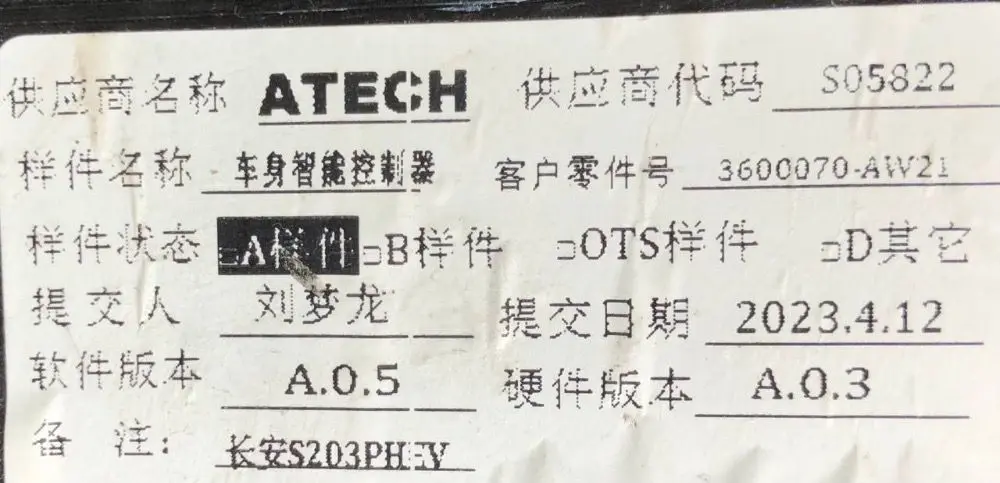 供应商名称 ATECH 供应商代码 S05822
样件名称 车身智能控制器 客户零件号 3600070-AW21
样件状态 □A样件 □B样件 □OTS样件 □D其它
提交人 刘梦龙 提交日期 2023.4.12
软件版本 A.0.5 硬件版本 A.0.3
备 注: 长安S203PHEV